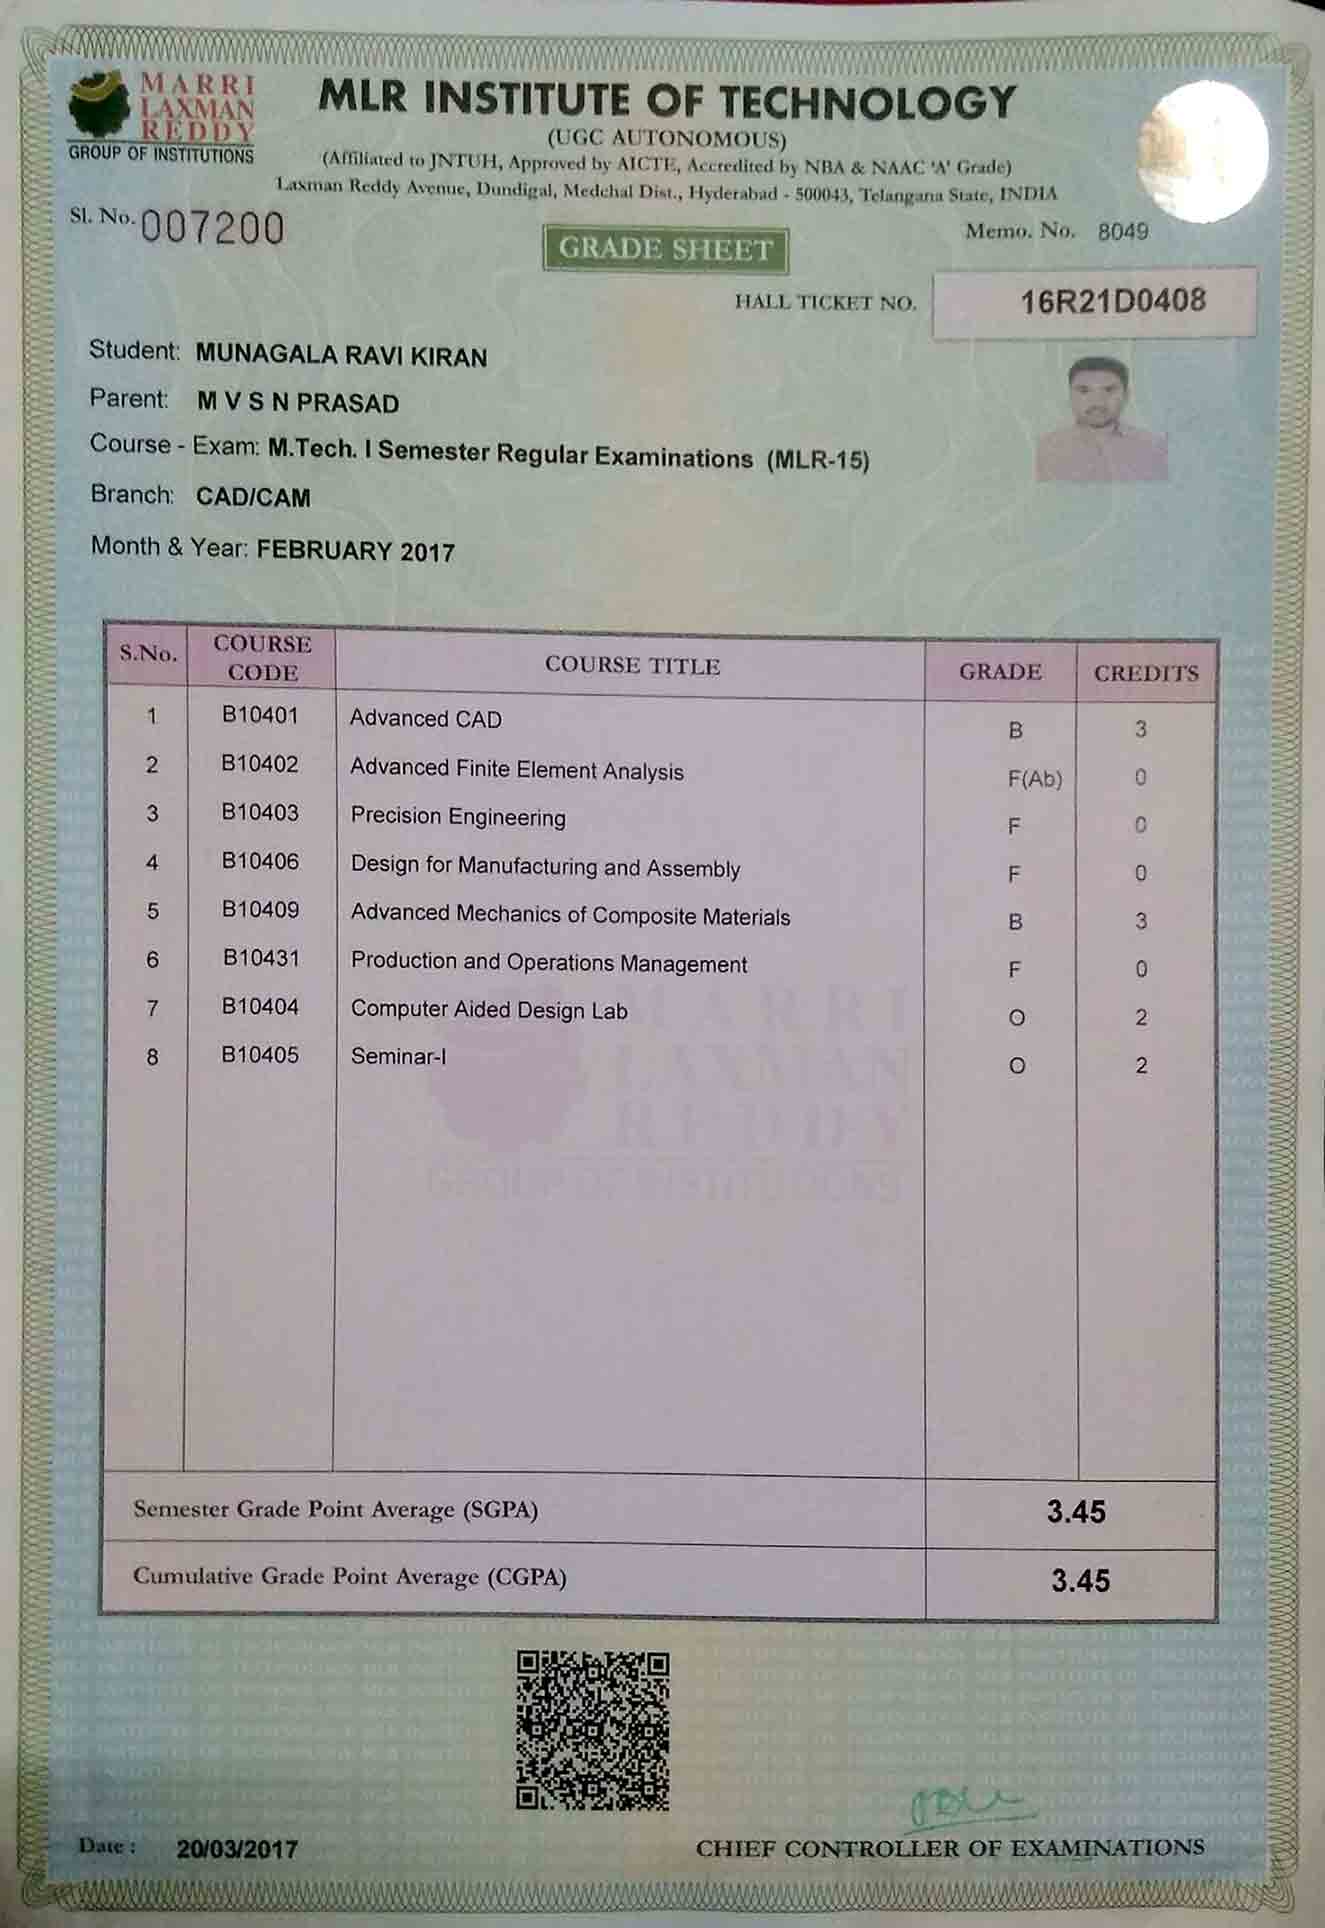 MARRI
LAXMAN
REDDY
GROUP OF INSTITUTIONS
MLR INSTITUTE OF TECHNOLOGY
(UGC AUTONOMOUS)
(Affiliated to JNTUH, Approved by AICTE, Accredited by NBA & NAAC 'A' Grade)
Laxman Reddy Avenue, Dundigal, Medchal Dist., Hyderabad - 500043, Telangana State, INDIA
Sl. No. 007200
Memo. No. 8049
GRADE SHEET
HALL TICKET NO. 16R21D0408
Student: MUNAGALA RAVI KIRAN
Parent: M V S N PRASAD
Course - Exam: M.Tech. I Semester Regular Examinations (MLR-15)
Branch: CAD/CAM
Month & Year: FEBRUARY 2017
S.No. COURSE CODE COURSE TITLE GRADE CREDITS
1 B10401 Advanced CAD B 3
2 B10402 Advanced Finite Element Analysis F(Ab) 0
3 B10403 Precision Engineering F 0
4 B10406 Design for Manufacturing and Assembly F 0
5 B10409 Advanced Mechanics of Composite Materials B 3
6 B10431 Production and Operations Management F 0
7 B10404 Computer Aided Design Lab O 2
8 B10405 Seminar-I O 2
MARRI
LAXMAN
REDDY
GROUP OF INSTITUTIONS
Semester Grade Point Average (SGPA) 3.45
Cumulative Grade Point Average (CGPA) 3.45
Date : 20/03/2017
CHIEF CONTROLLER OF EXAMINATIONS